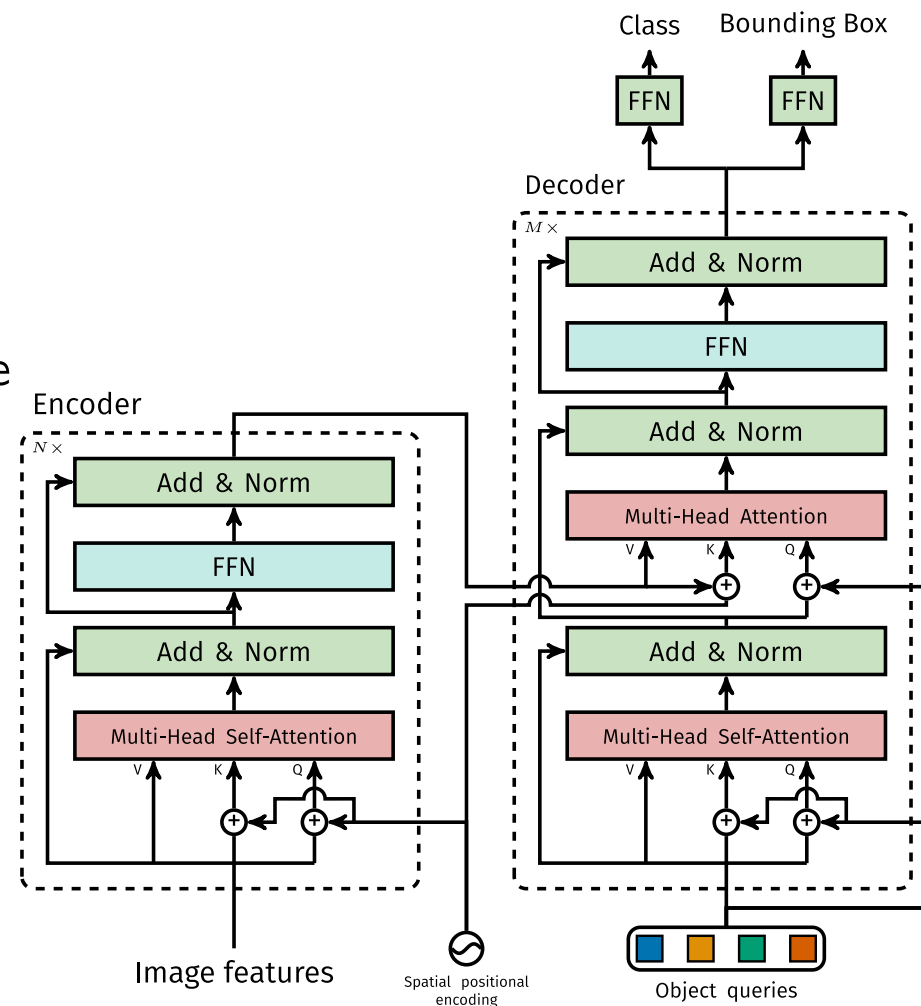 Class
Bounding Box
FFN
FFN
Decoder
M×
Add & Norm
FFN
Add & Norm
Multi-Head Attention
V
K
Q
+
+
Add & Norm
Multi-Head Self-Attention
V
K
Q
+
+
Object queries
e
Encoder
N×
Add & Norm
FFN
Add & Norm
Multi-Head Self-Attention
V
K
Q
+
+
Image features
Spatial positional
encoding